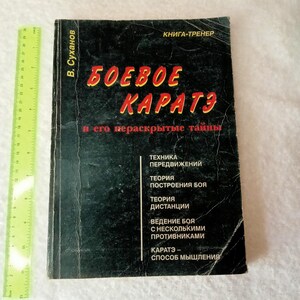 В. Суханов
КНИГА-ТРЕНЕР
БОЕВОЕ
КАРАТЭ
и его нераскрытые тайны
ТЕХНИКА
ПЕРЕДВИЖЕНИЙ
ТЕОРИЯ
ПОСТРОЕНИЯ БОЯ
ТЕОРИЯ
ДИСТАНЦИИ
ВЕДЕНИЕ БОЯ
С НЕСКОЛЬКИМИ
ПРОТИВНИКАМИ
КАРАТЭ –
СПОСОБ МЫШЛЕНИЯ